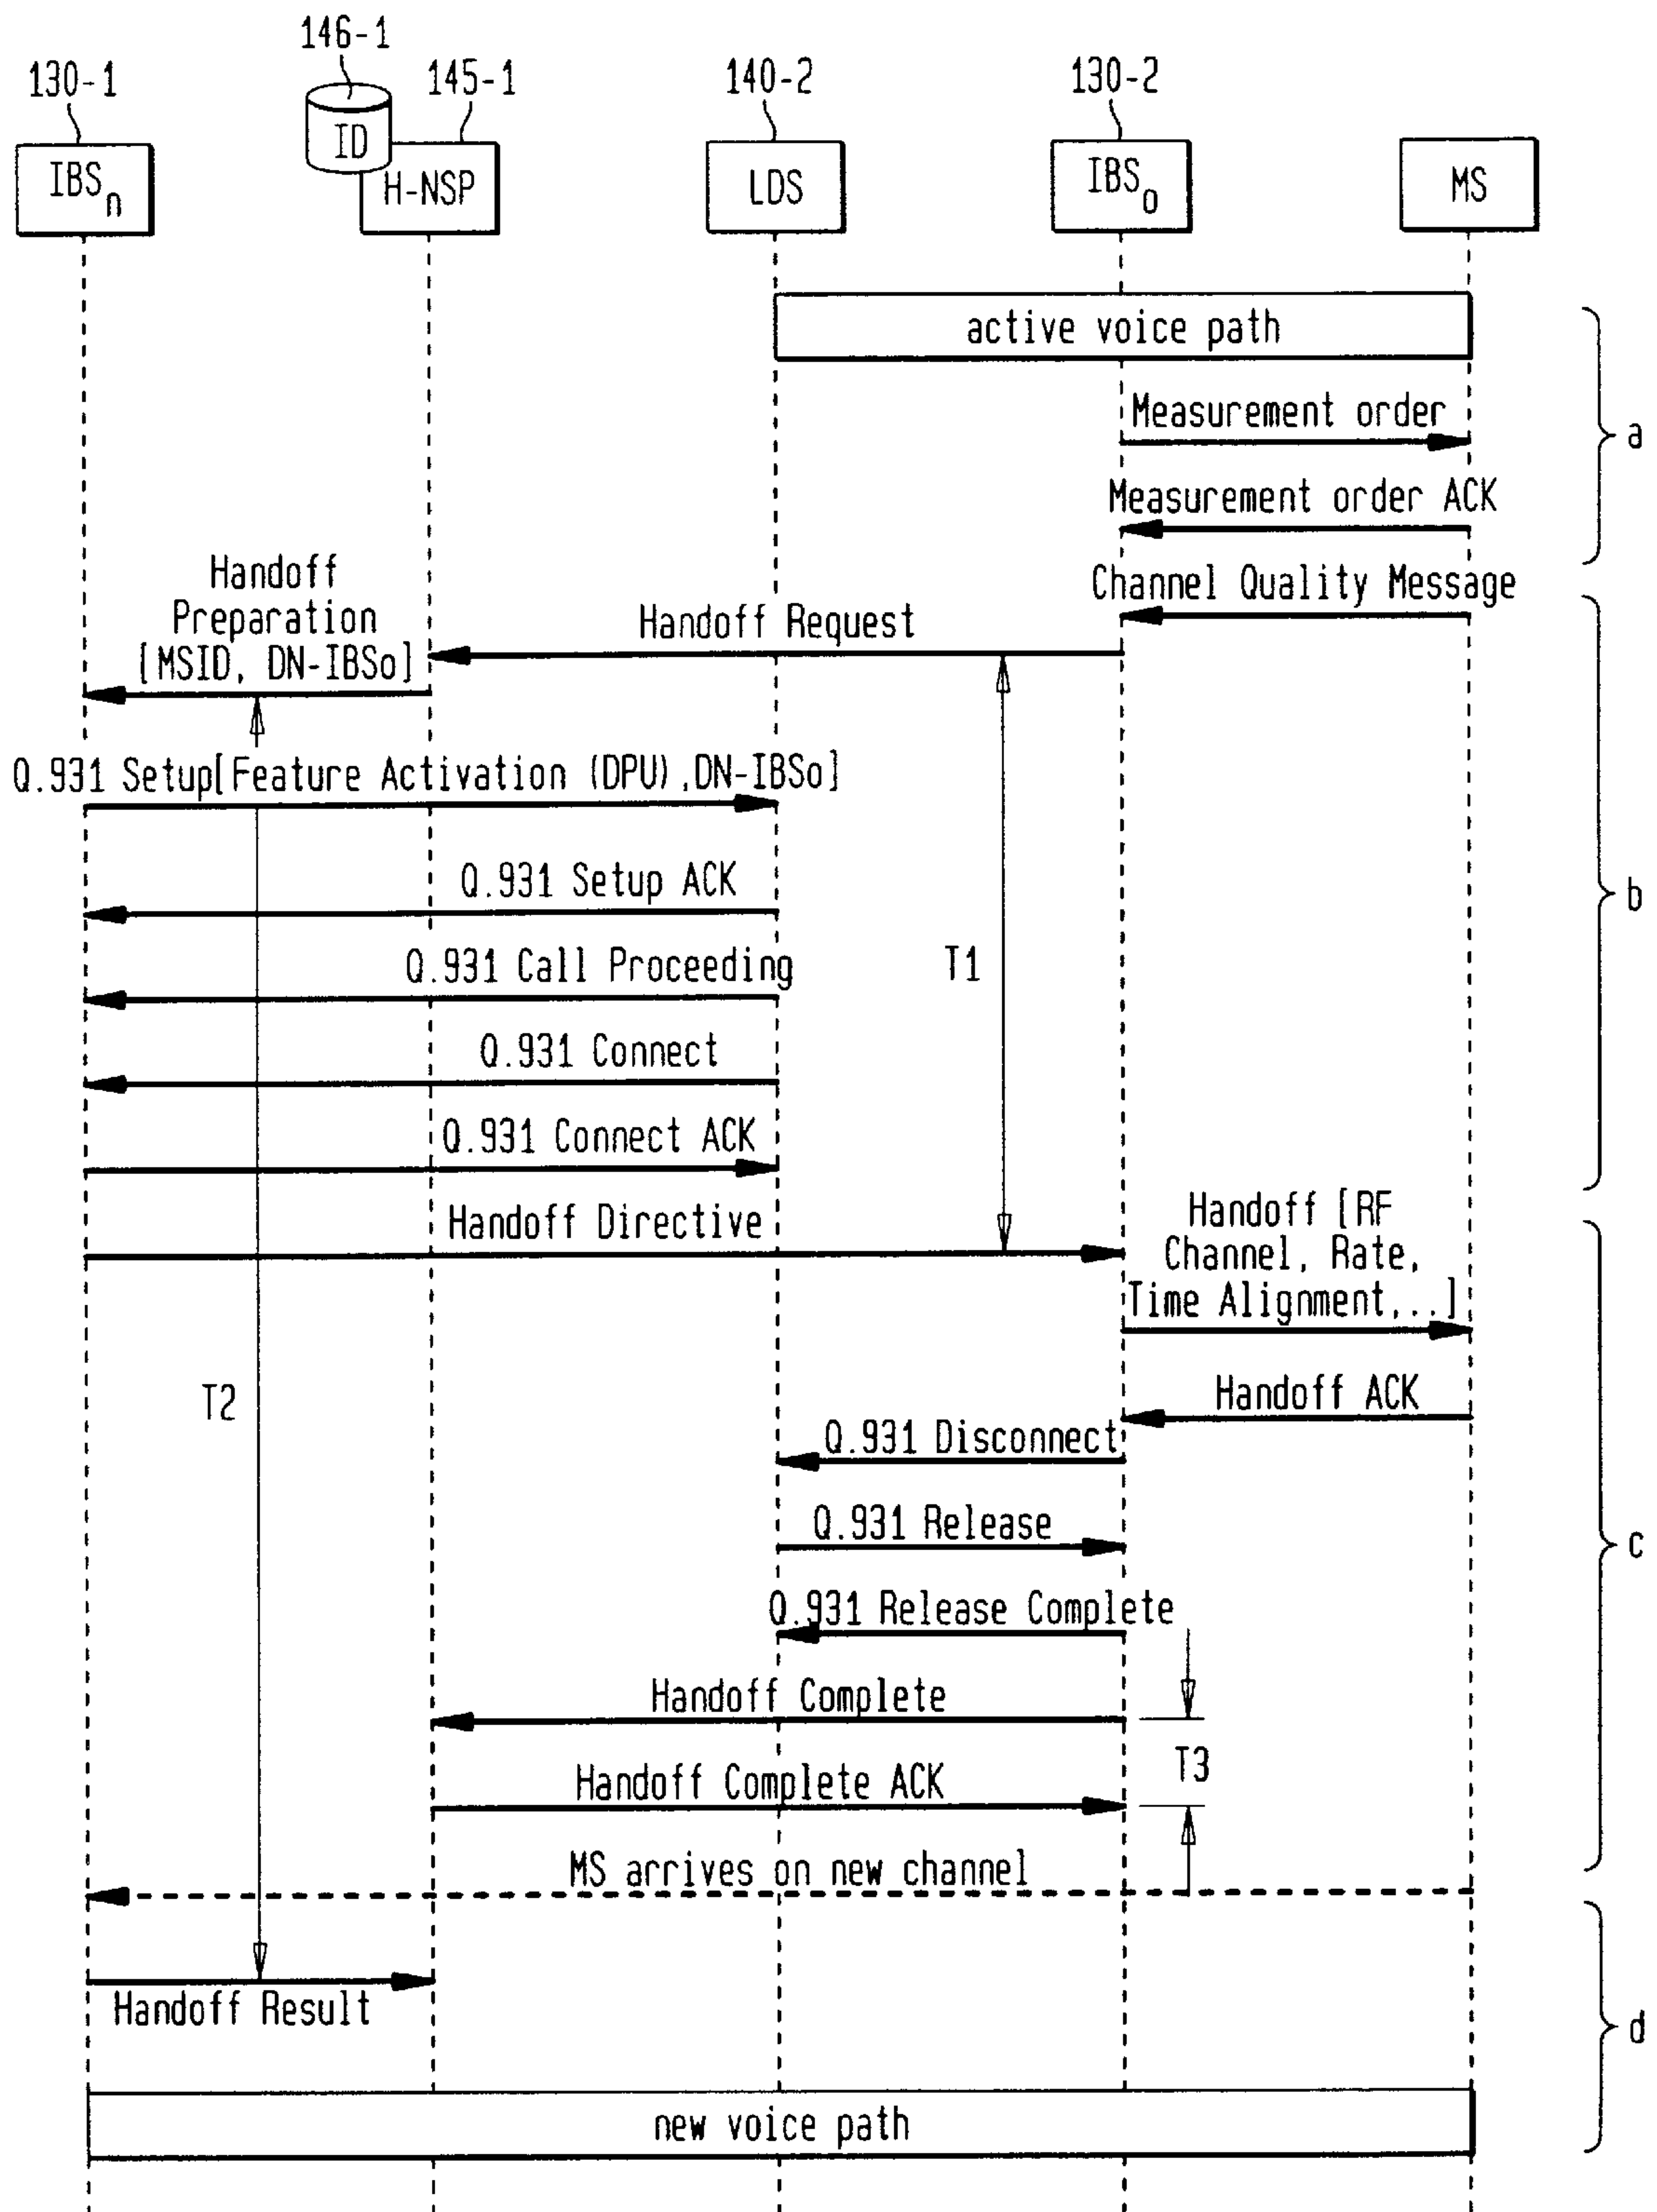 146-1
130-1
145-1
140-2
130-2
ID
IBSn
H-NSP
LDS
IBSo
MS
active voice path
Measurement order
a
Measurement order ACK
Handoff
Preparation
[MSID, DN-IBSo]
Channel Quality Message
Handoff Request
Q.931 Setup[Feature Activation (DPU),DN-IBSo]
Q.931 Setup ACK
b
Q.931 Call Proceeding
T1
Q.931 Connect
Q.931 Connect ACK
Handoff Directive
Handoff [RF
Channel, Rate,
Time Alignment,..]
T2
Handoff ACK
Q.931 Disconnect
Q.931 Release
c
Q.931 Release Complete
Handoff Complete
T3
Handoff Complete ACK
MS arrives on new channel
Handoff Result
d
new voice path